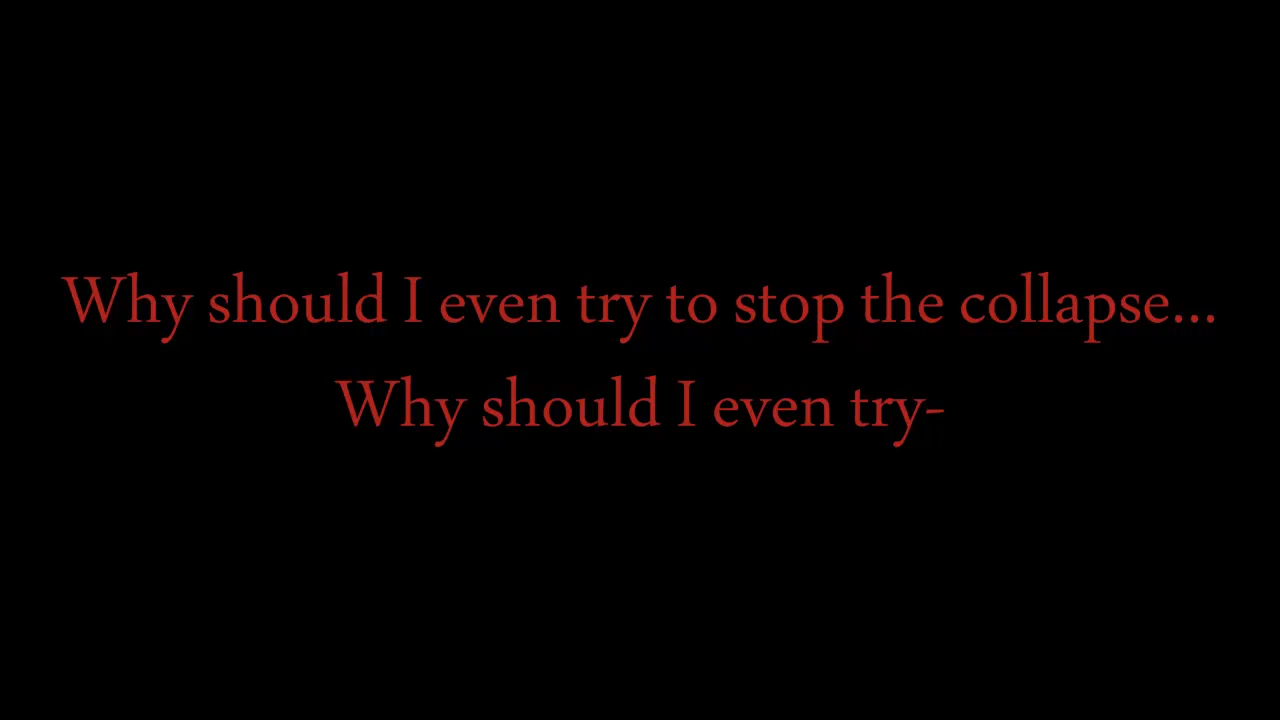 Why should I even try to stop the collapse...
Why should I even try-